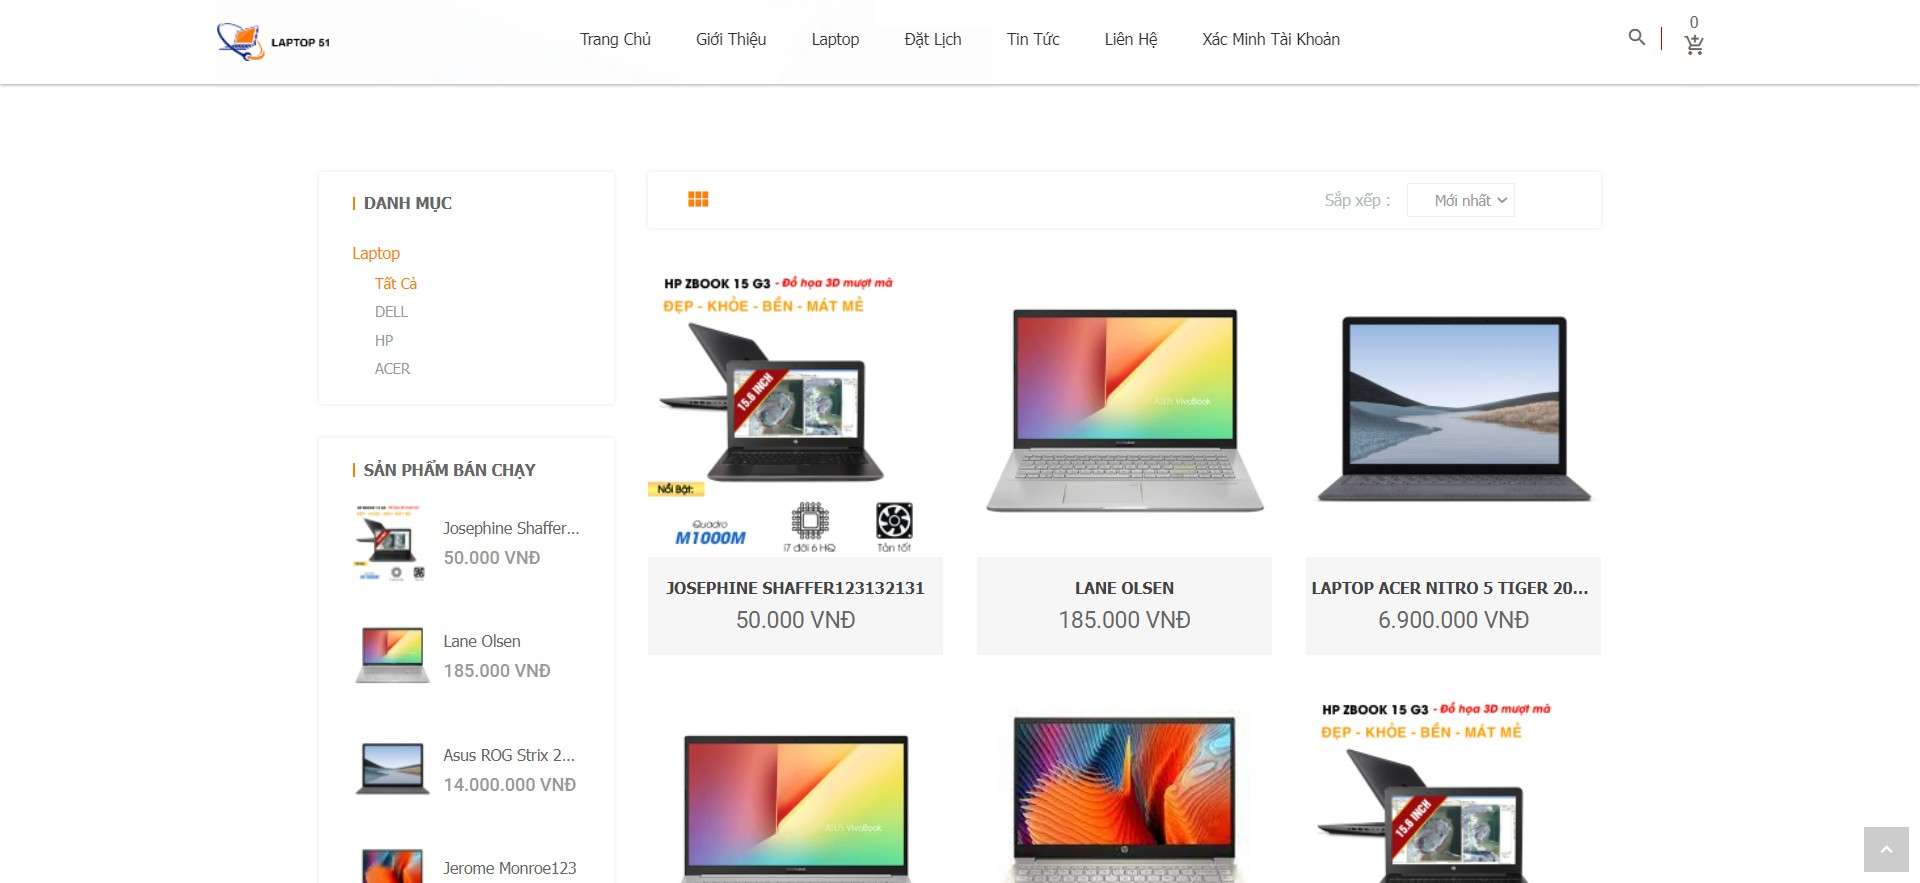 LAPTOP 51
Trang Chủ
Giới Thiệu
Laptop
Đặt Lịch
Tin Tức
Liên Hệ
Xác Minh Tài Khoản
0
DANH MỤC
Laptop
Tất Cả
DELL
HP
ACER
SẢN PHẨM BÁN CHẠY
Josephine Shaffer...
50.000 VNĐ
Lane Olsen
185.000 VNĐ
Asus ROG Strix 2...
14.000.000 VNĐ
Jerome Monroe123
Sắp xếp :
Mới nhất
HP ZBOOK 15 G3 - Đồ họa 3D mượt mà
ĐẸP - KHỎE - BỀN - MÁT MẺ
15.6 INCH
Nổi Bật:
Quadro
M1000M
i7 đời 6 HQ
Tản tốt
JOSEPHINE SHAFFER123132131
50.000 VNĐ
ASUS VivoBook
LANE OLSEN
185.000 VNĐ
LAPTOP ACER NITRO 5 TIGER 20...
6.900.000 VNĐ
ASUS VivoBook
HP ZBOOK 15 G3 - Đồ họa 3D mượt mà
ĐẸP - KHỎE - BỀN - MÁT MẺ
15.6 INCH